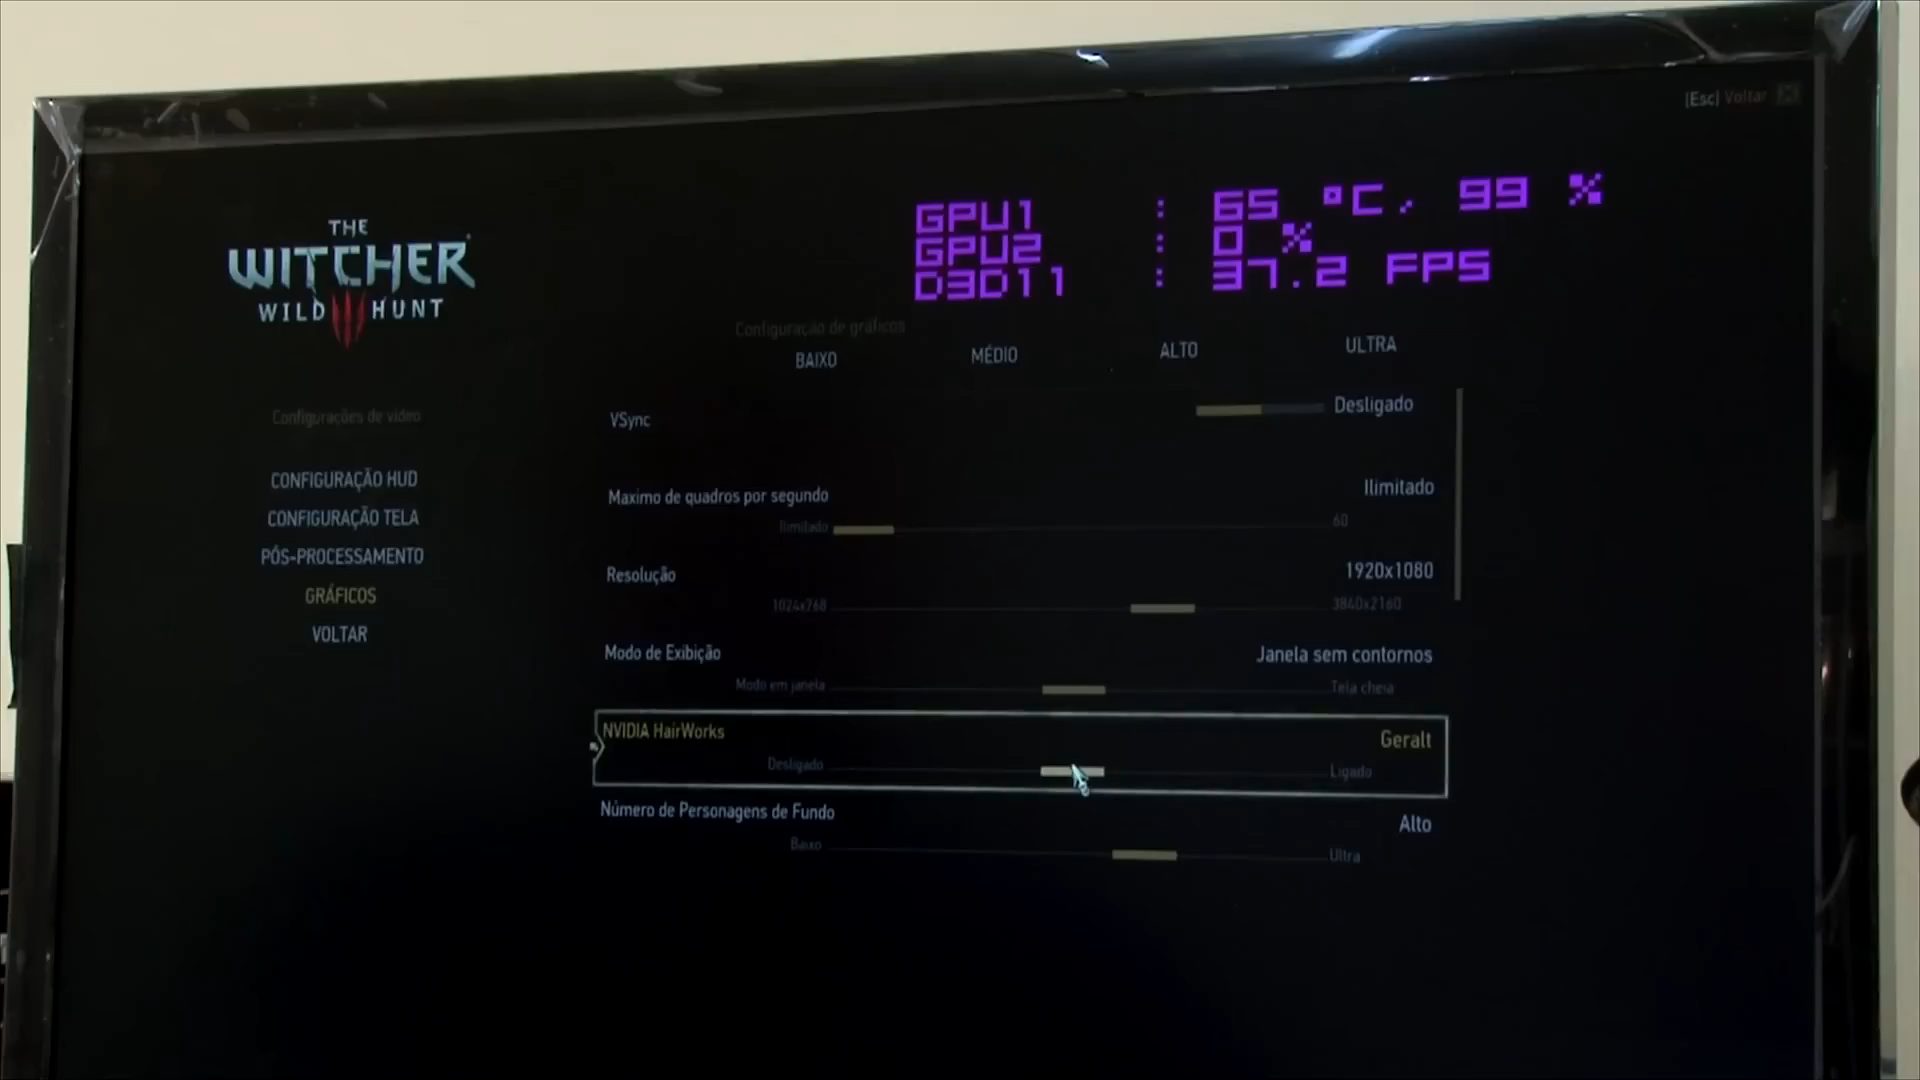 [Esc] Voltar
THE
WITCHER
WILD HUNT
GPU1 : 65 °C, 99 %
GPU2 : 0 %
D3D11 : 37.2 FPS
Configuração de gráficos
BAIXO MÉDIO ALTO ULTRA
Configurações de vídeo
CONFIGURAÇÃO HUD
CONFIGURAÇÃO TELA
PÓS-PROCESSAMENTO
GRÁFICOS
VOLTAR
VSync Desligado
Maximo de quadros por segundo Ilimitado
Ilimitado 60
Resolução 1920x1080
1024x768 3840x2160
Modo de Exibição Janela sem contornos
Modo em janela Tela cheia
NVIDIA HairWorks Geralt
Desligado Ligado
Número de Personagens de Fundo Alto
Baixo Ultra